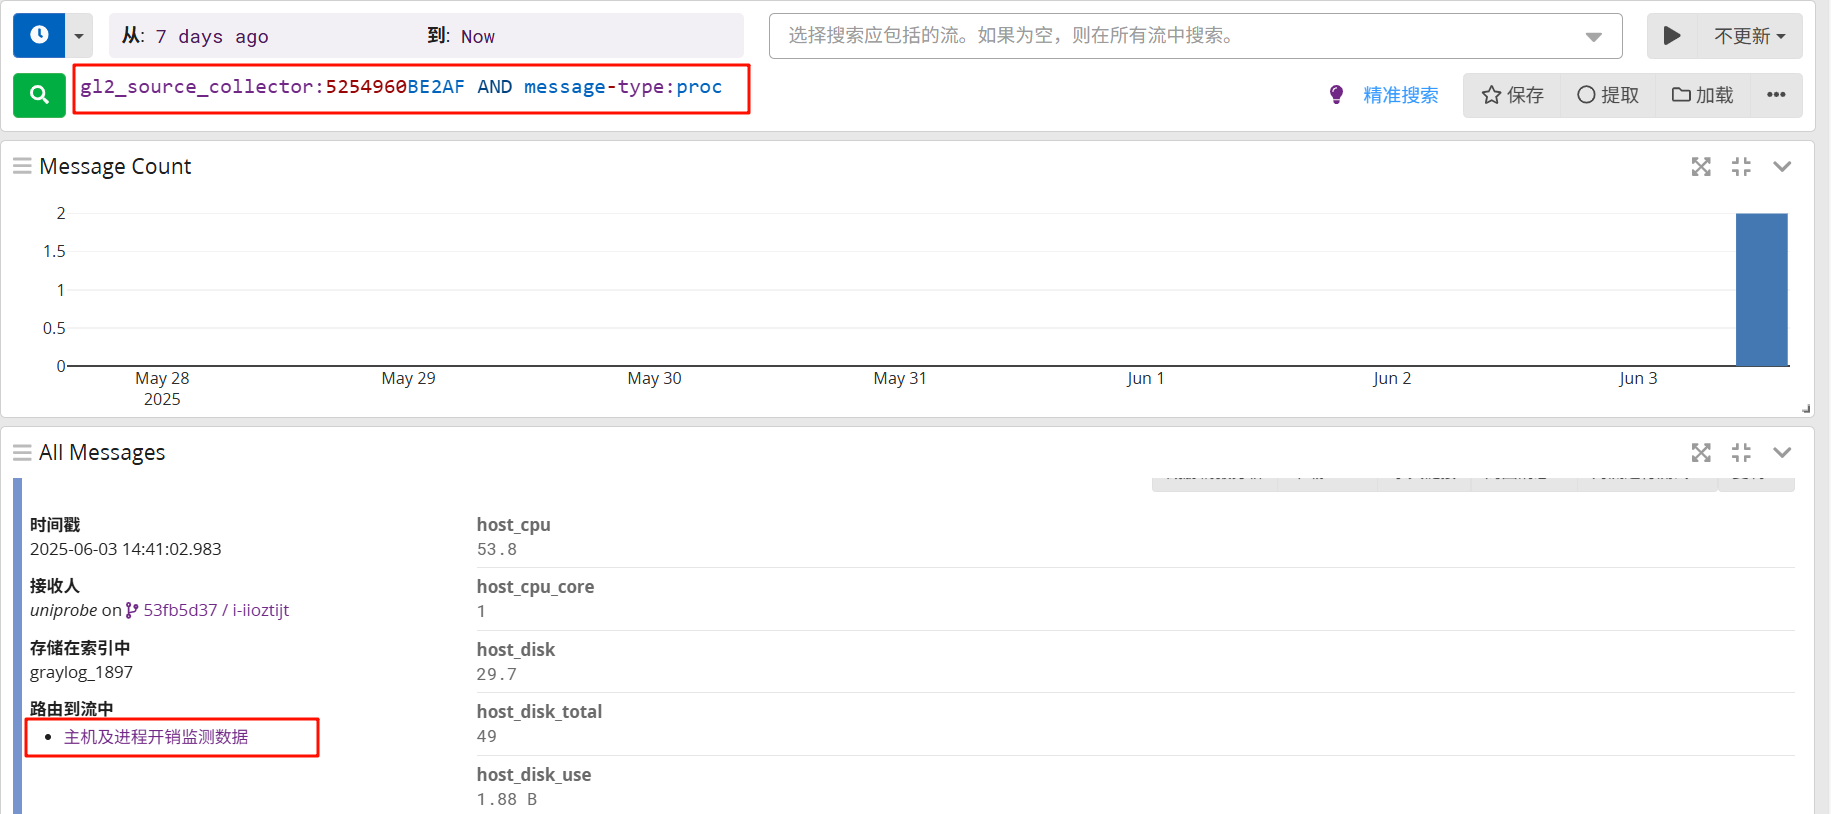 从: 7 days ago 到: Now 选择搜索应包括的流。如果为空，则在所有流中搜索。 不更新
gl2_source_collector:5254960BE2AF AND message-type:proc 精准搜索 保存 提取 加载 •••
Message Count
2
1.5
1
0.5
0
May 28 May 29 May 30 May 31 Jun 1 Jun 2 Jun 3
2025
All Messages
时间戳
2025-06-03 14:41:02.983
接收人
uniprobe on 53fb5d37 / i-iioztijt
存储在索引中
graylog_1897
路由到流中
• 主机及进程开销监测数据
host_cpu
53.8
host_cpu_core
1
host_disk
29.7
host_disk_total
49
host_disk_use
1.88 B